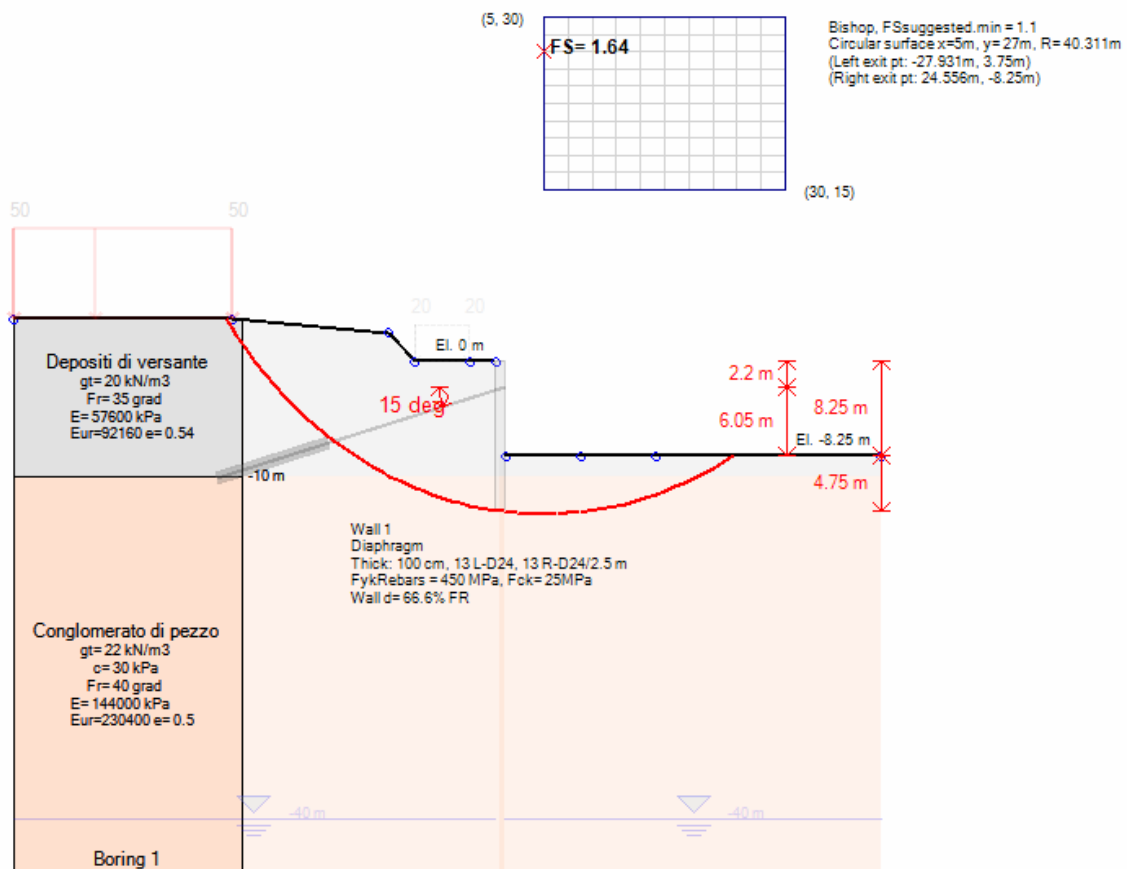 (5, 30)
FS= 1.64
(30, 15)
Bishop, FSsuggested.min = 1.1
Circular surface x=5m, y= 27m, R= 40.311m
(Left exit pt: -27.931m, 3.75m)
(Right exit pt: 24.556m, -8.25m)
50
50
20
20
El. 0 m
Depositi di versante
gt= 20 kN/m3
Fr= 35 grad
E= 57600 kPa
Eur=92160 e= 0.54
15 deg
2.2 m
6.05 m
8.25 m
El. -8.25 m
4.75 m
-10 m
Wall 1
Diaphragm
Thick: 100 cm, 13 L-D24, 13 R-D24/2.5 m
FykRebars = 450 MPa, Fck= 25MPa
Wall d= 66.6% FR
Conglomerato di pezzo
gt= 22 kN/m3
c= 30 kPa
Fr= 40 grad
E= 144000 kPa
Eur=230400 e= 0.5
-40 m
-40 m
Boring 1